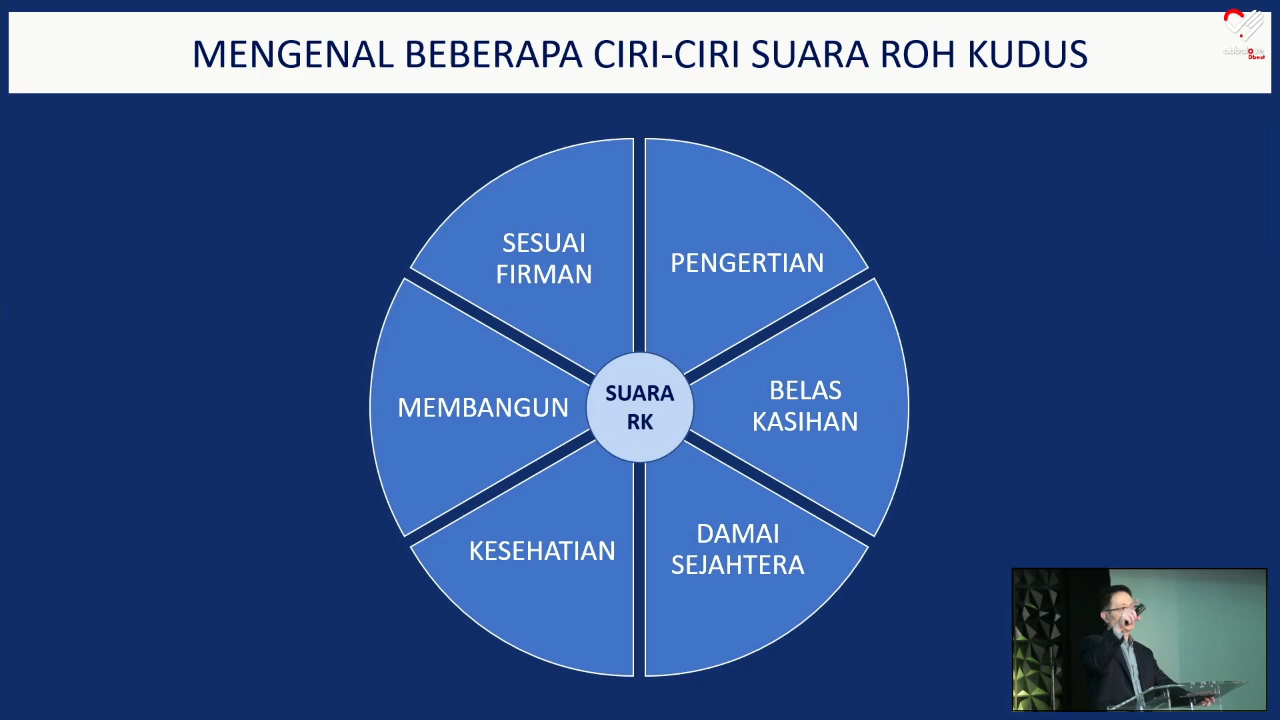 MENGENAL BEBERAPA CIRI-CIRI SUARA ROH KUDUS
SESUAI
FIRMAN
PENGERTIAN
MEMBANGUN
SUARA
RK
BELAS
KASIHAN
KESEHATIAN
DAMAI
SEJAHTERA